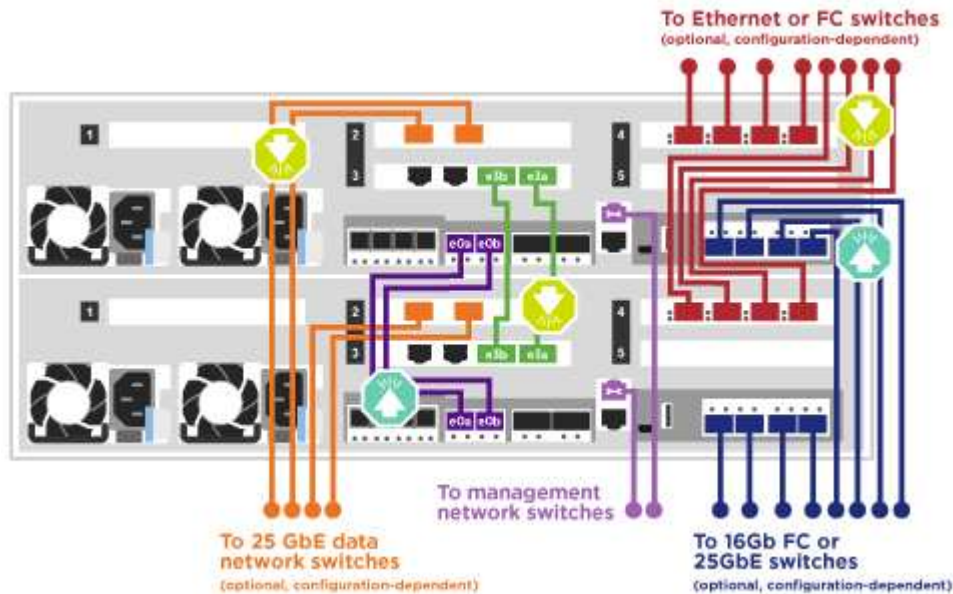 To Ethernet or FC switches
(optional, configuration-dependent)
1
2
4
3
e3b
e3a
5
e0a
e0b
1
2
4
3
e3b
e3a
5
e0a
e0b
To management
network switches
To 25 GbE data
network switches
(optional, configuration-dependent)
To 16Gb FC or
25GbE switches
(optional, configuration-dependent)